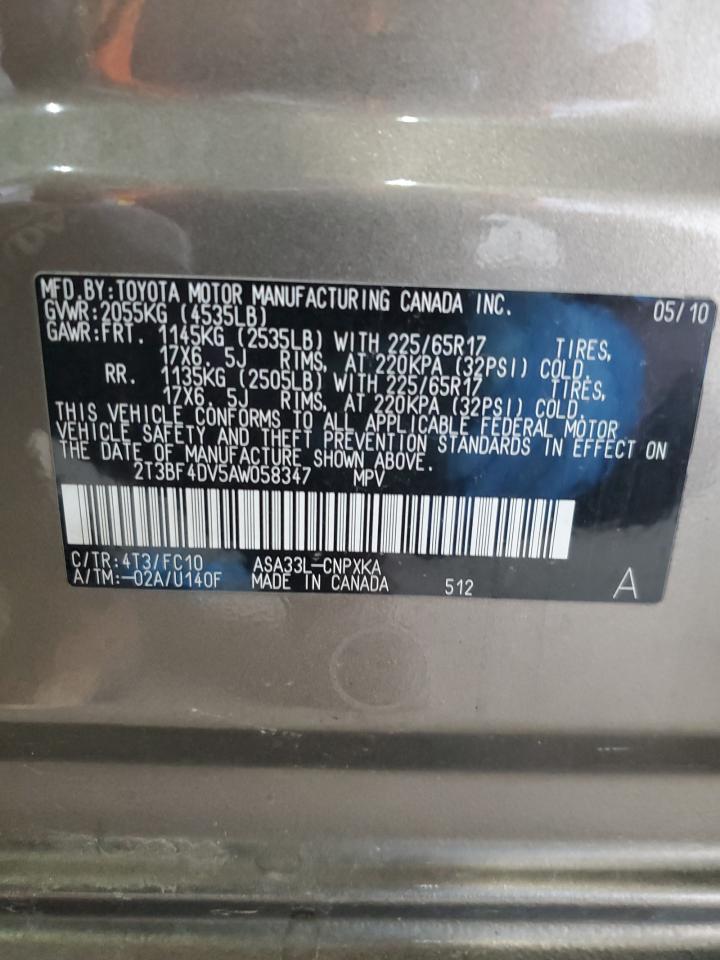 MFD.BY:TOYOTA MOTOR MANUFACTURING CANADA INC. 05/10
GVWR:2055KG (4535LB)
GAWR:FRT. 1145KG (2535LB) WITH 225/65R17 TIRES,
17X6. 5J RIMS, AT 220KPA (32PSI) COLD.
RR. 1135KG (2505LB) WITH 225/65R17 TIRES,
17X6. 5J RIMS, AT 220KPA (32PSI) COLD.
THIS VEHICLE CONFORMS TO ALL APPLICABLE FEDERAL MOTOR
VEHICLE SAFETY AND THEFT PREVENTION STANDARDS IN EFFECT ON
THE DATE OF MANUFACTURE SHOWN ABOVE.
2T3BF4DV5AW058347 MPV
C/TR:4T3/FC10 ASA33L-CNPXKA
A/TM:-02A/U140F MADE IN CANADA 512 A